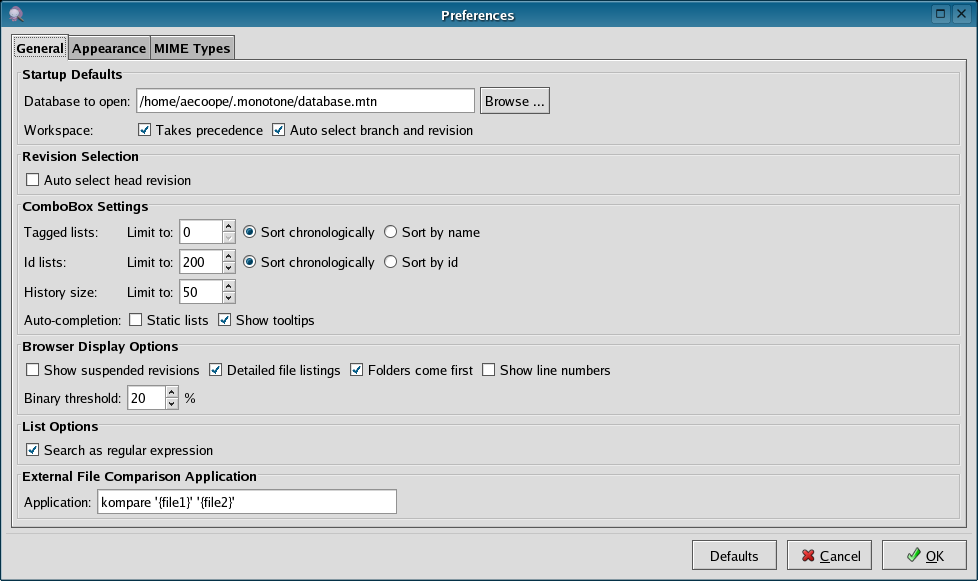 Preferences
General Appearance MIME Types
Startup Defaults
Database to open: /home/aecoope/.monotone/database.mtn Browse ...
Workspace: Takes precedence Auto select branch and revision
Revision Selection
Auto select head revision
ComboBox Settings
Tagged lists: Limit to: 0 Sort chronologically Sort by name
Id lists: Limit to: 200 Sort chronologically Sort by id
History size: Limit to: 50
Auto-completion: Static lists Show tooltips
Browser Display Options
Show suspended revisions Detailed file listings Folders come first Show line numbers
Binary threshold: 20 %
List Options
Search as regular expression
External File Comparison Application
Application: kompare '{file1}' '{file2}'
Defaults Cancel OK